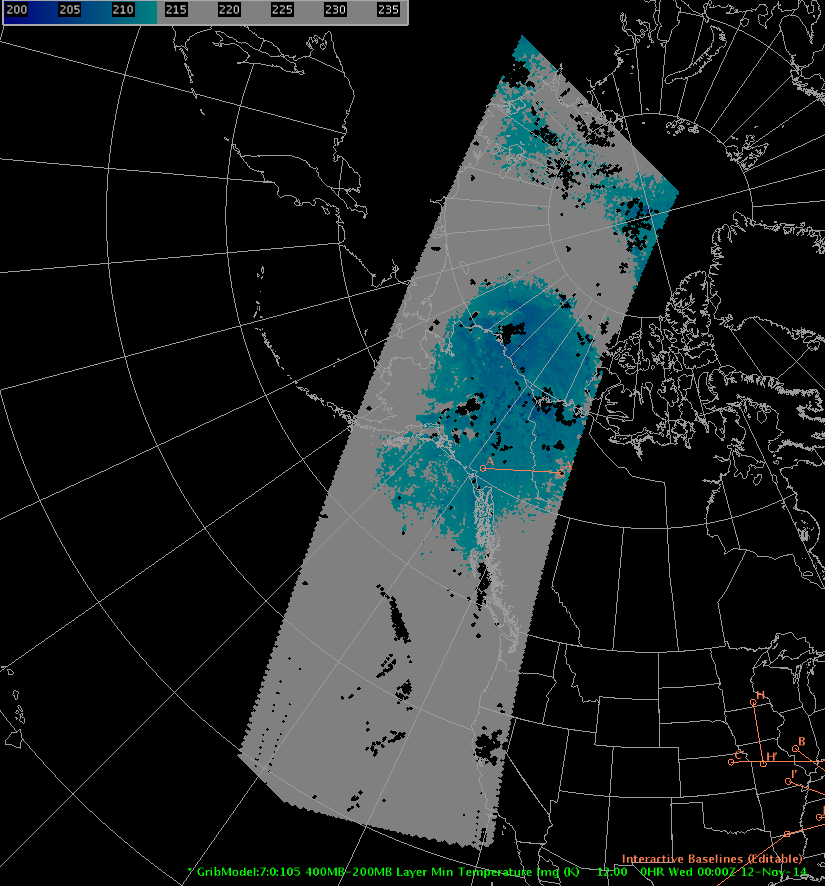 200 205 210 215 220 225 230 235
A
A
H
B
C
H'
I'
Interactive Baselines (Editable)
* GribModel:7:0:105 400MB-200MB Layer Min Temperature Img (K) 12.00 0HR Wed 00:00Z 12-Nov-14